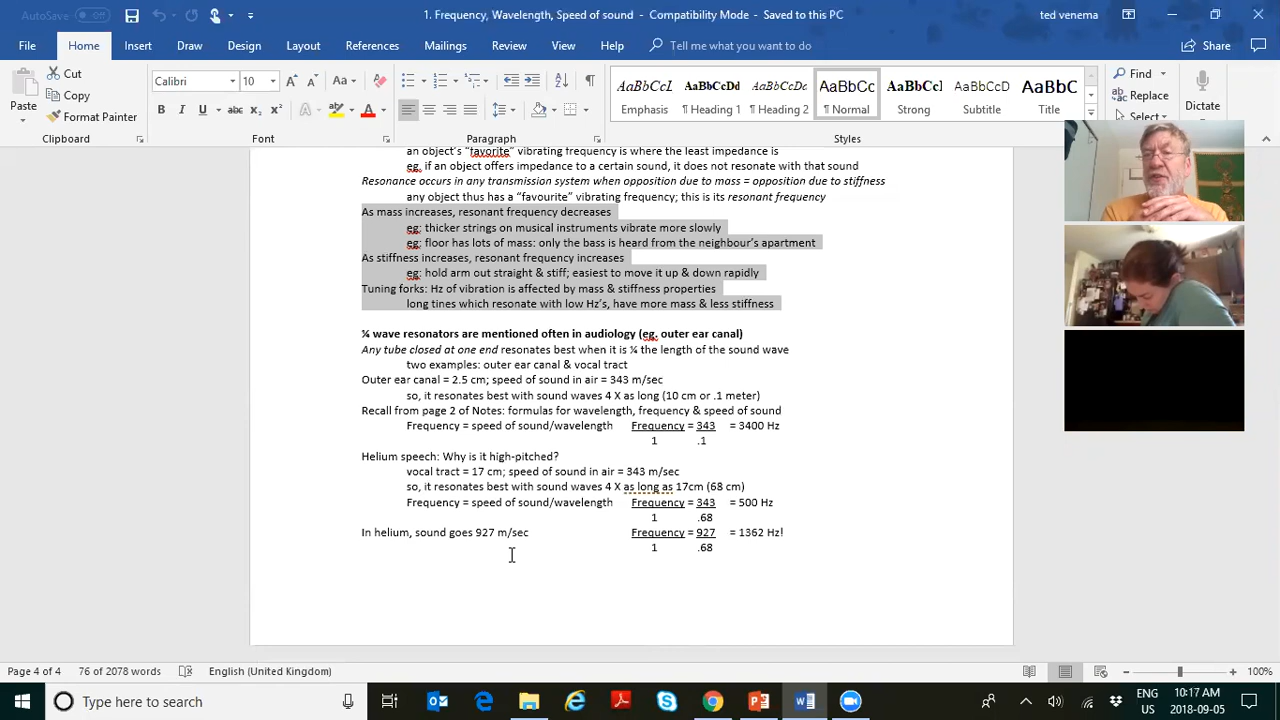 AutoSave Off 1. Frequency, Wavelength, Speed of sound - Compatibility Mode - Saved to this PC ted venema
File Home Insert Draw Design Layout References Mailings Review View Help Tell me what you want to do Share
Paste Cut Copy Format Painter
Calibri 10
Aa
B I U abc x₂ x² A A
AaBbCcL AaBbCcDd AaBbCcDd AaBbCc AaBbCcI AaBbCcDd AaBbC
Emphasis ¶ Heading 1 ¶ Heading 2 ¶ Normal Strong Subtitle Title
Find Replace Select Dictate
Clipboard Font Paragraph Styles
an object's "favorite" vibrating frequency is where the least impedance is
eg. if an object offers impedance to a certain sound, it does not resonate with that sound
Resonance occurs in any transmission system when opposition due to mass = opposition due to stiffness
any object thus has a "favourite" vibrating frequency; this is its resonant frequency
As mass increases, resonant frequency decreases
eg: thicker strings on musical instruments vibrate more slowly
eg: floor has lots of mass: only the bass is heard from the neighbour's apartment
As stiffness increases, resonant frequency increases
eg: hold arm out straight & stiff; easiest to move it up & down rapidly
Tuning forks: Hz of vibration is affected by mass & stiffness properties
long tines which resonate with low Hz's, have more mass & less stiffness
¼ wave resonators are mentioned often in audiology (eg. outer ear canal)
Any tube closed at one end resonates best when it is ¼ the length of the sound wave
two examples: outer ear canal & vocal tract
Outer ear canal = 2.5 cm; speed of sound in air = 343 m/sec
so, it resonates best with sound waves 4 X as long (10 cm or .1 meter)
Recall from page 2 of Notes: formulas for wavelength, frequency & speed of sound
Frequency = speed of sound/wavelength Frequency = 343 = 3400 Hz
1 .1
Helium speech: Why is it high-pitched?
vocal tract = 17 cm; speed of sound in air = 343 m/sec
so, it resonates best with sound waves 4 X as long as 17cm (68 cm)
Frequency = speed of sound/wavelength Frequency = 343 = 500 Hz
1 .68
In helium, sound goes 927 m/sec Frequency = 927 = 1362 Hz!
1 .68
Page 4 of 4 76 of 2078 words English (United Kingdom) 100%
Type here to search
ENG 10:17 AM
US 2018-09-05